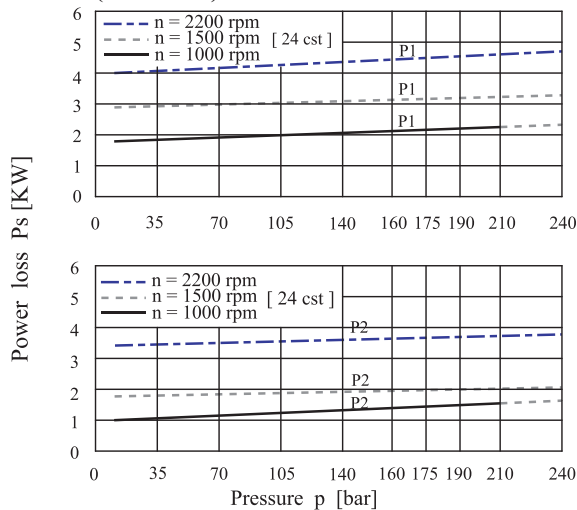 6
n = 2200 rpm
n = 1500 rpm [ 24 cst ]
n = 1000 rpm
P1
P1
P1
5
4
3
2
1
0
0 35 70 105 140 160 175 190 210 240
Power loss Ps [KW]
6
n = 2200 rpm
n = 1500 rpm [ 24 cst ]
n = 1000 rpm
P2
P2
P2
5
4
3
2
1
0
0 35 70 105 140 160 175 190 210 240
Pressure p [bar]